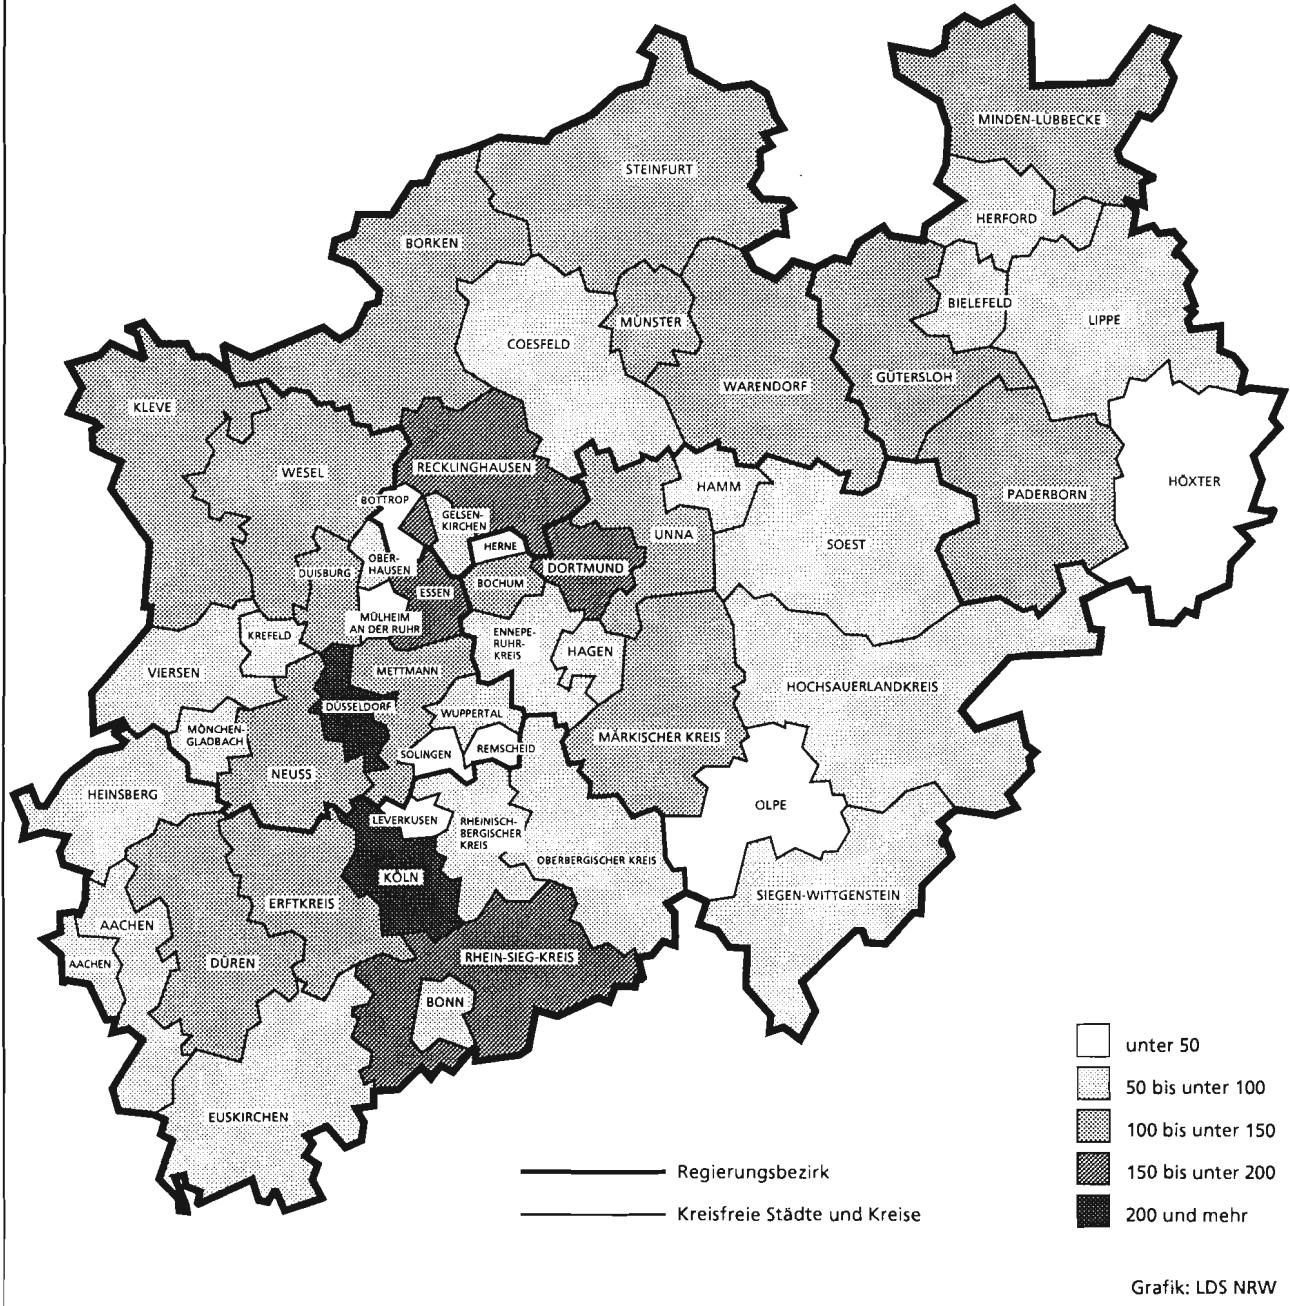 MINDEN-LÜBBECKE
STEINFURT
HERFORD
BORKEN
BIELEFELD
LIPPE
MÜNSTER
COESFELD
GÜTERSLOH
WARENDORF
KLEVE
RECKLINGHAUSEN
WESEL
HÖXTER
HAMM
PADERBORN
BOTTROP
GELSEN-
KIRCHEN
UNNA
SOEST
HERNE
OBER-
HAUSEN
DORTMUND
DUISBURG
BOCHUM
ESSEN
MÜLHEIM
AN DER RUHR
KREFELD
ENNEPE-
RUHR-
KREIS
HAGEN
VIERSEN
METTMANN
HOCHSAUERLANDKREIS
DÜSSELDORF
WUPPERTAL
MÖNCHEN-
GLADBACH
MÄRKISCHER KREIS
SOLINGEN
REMSCHEID
NEUSS
HEINSBERG
OLPE
LEVERKUSEN
RHEINISCH-
BERGISCHER
KREIS
OBERBERGISCHER KREIS
KÖLN
SIEGEN-WITTGENSTEIN
ERFTKREIS
AACHEN
RHEIN-SIEG-KREIS
AACHEN
DÜREN
BONN
EUSKIRCHEN
unter 50
50 bis unter 100
100 bis unter 150
150 bis unter 200
200 und mehr
Regierungsbezirk
Kreisfreie Städte und Kreise
Grafik: LDS NRW